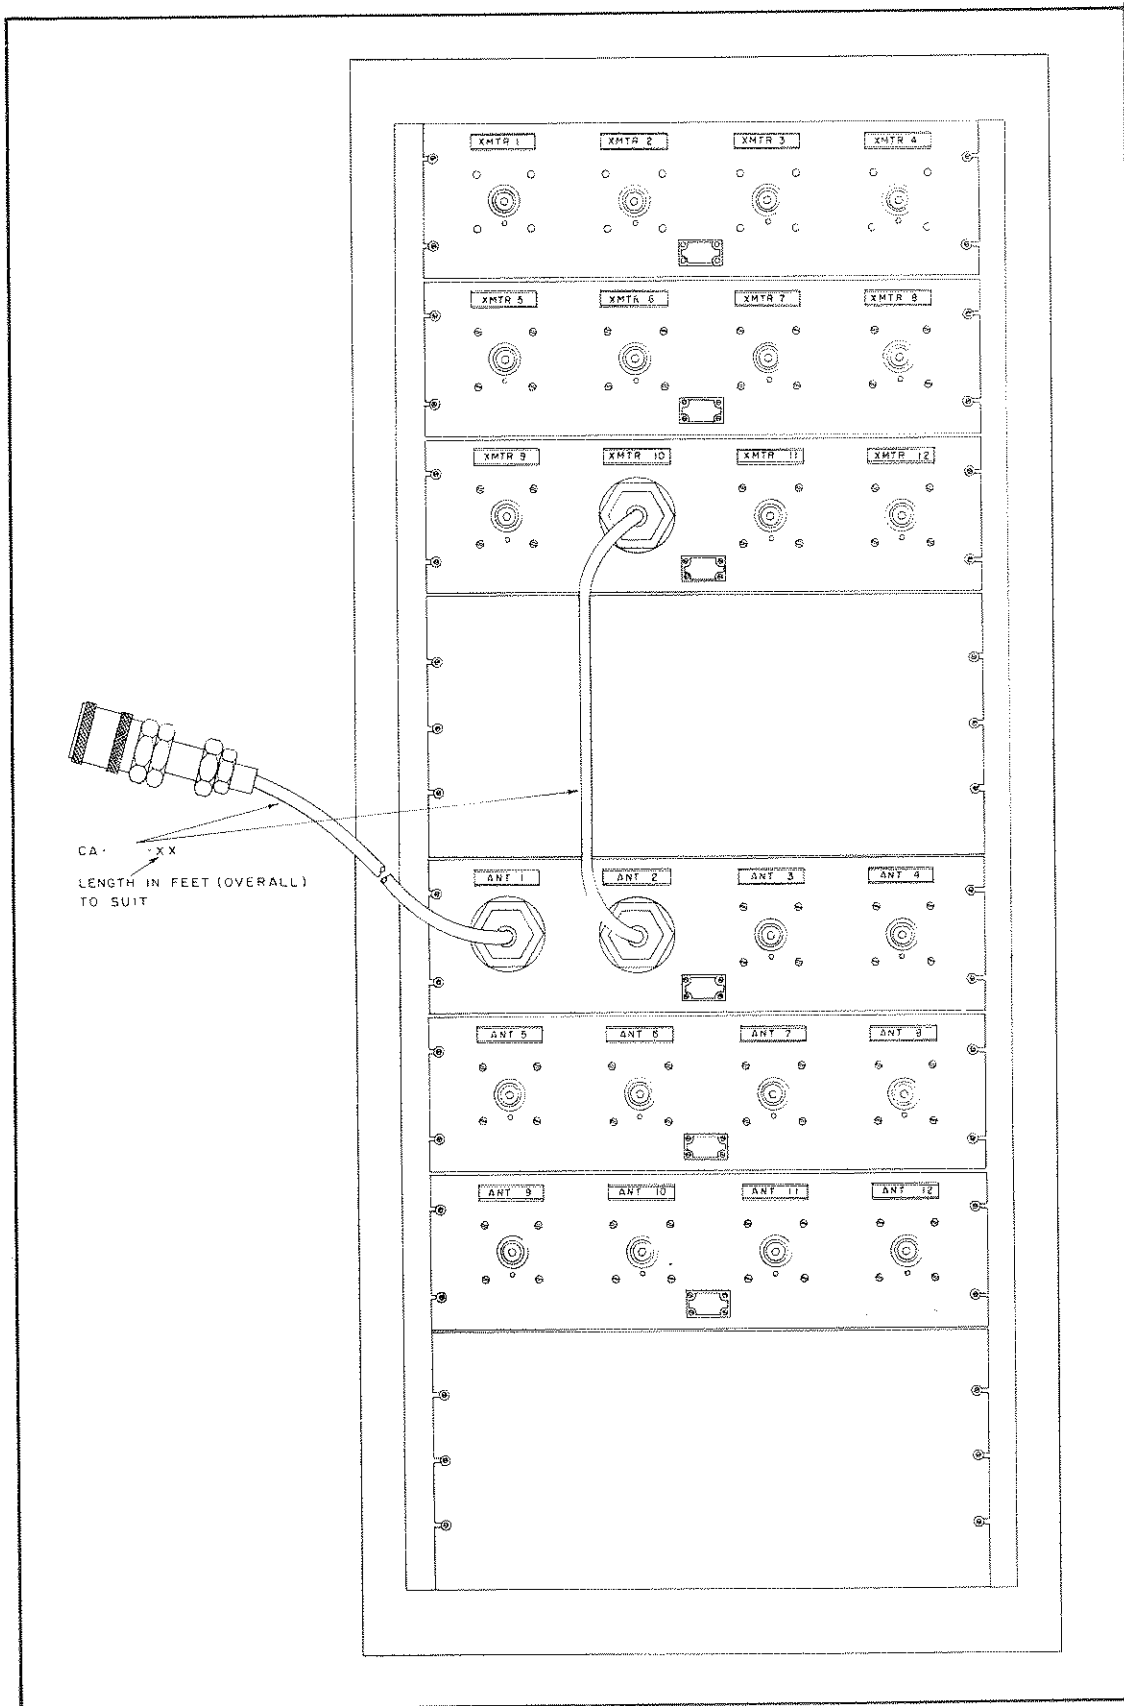 XMTR 1 XMTR 2 XMTR 3 XMTR 4
XMTR 5 XMTR 6 XMTR 7 XMTR 8
XMTR 9 XMTR 10 XMTR 11 XMTR 12
CA- -XX
LENGTH IN FEET (OVERALL)
TO SUIT
ANT 1 ANT 2 ANT 3 ANT 4
ANT 5 ANT 6 ANT 7 ANT 8
ANT 9 ANT 10 ANT 11 ANT 12